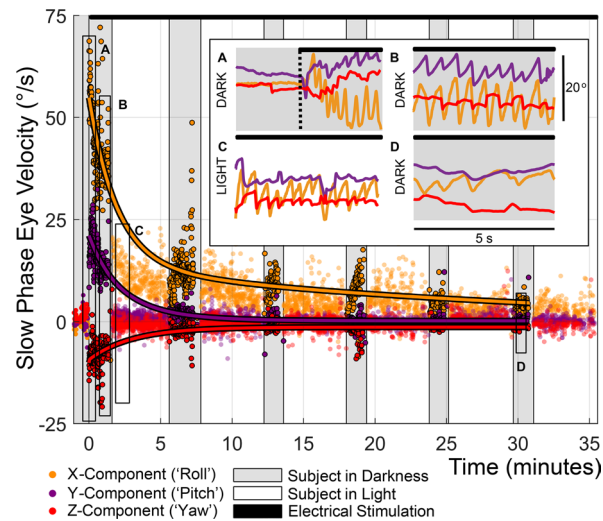 75
50
25
0
-25
Slow Phase Eye Velocity (°/s)
A
B
C
D
A
DARK
B
DARK
20°
C
LIGHT
D
DARK
5 s
0
5
10
15
20
25
30
35
Time (minutes)
X-Component ('Roll')
Y-Component ('Pitch')
Z-Component ('Yaw')
Subject in Darkness
Subject in Light
Electrical Stimulation